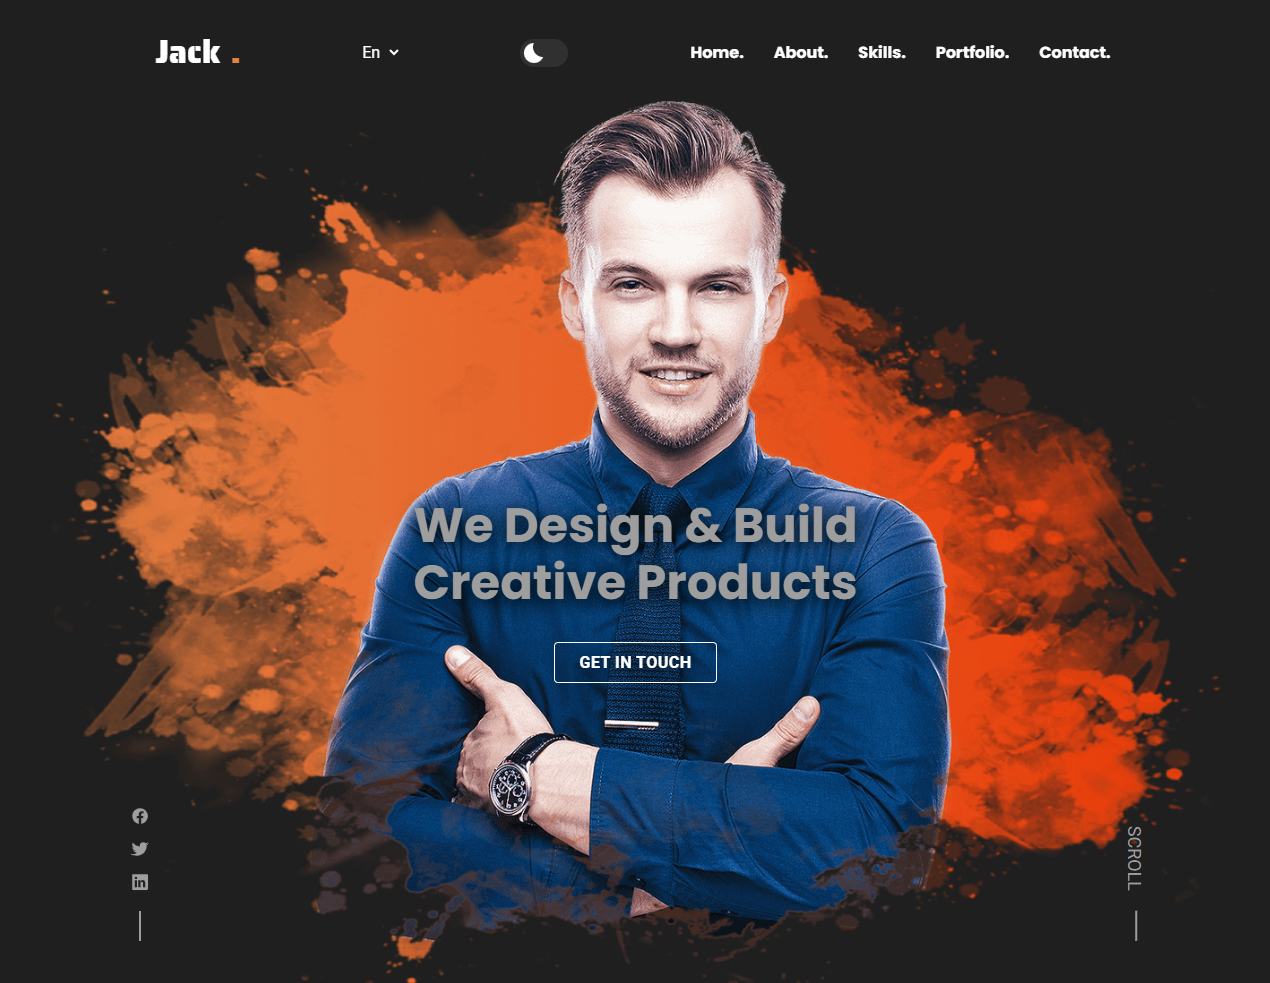 Jack .
En
Home. About. Skills. Portfolio. Contact.
We Design & Build
Creative Products
GET IN TOUCH
SCROLL